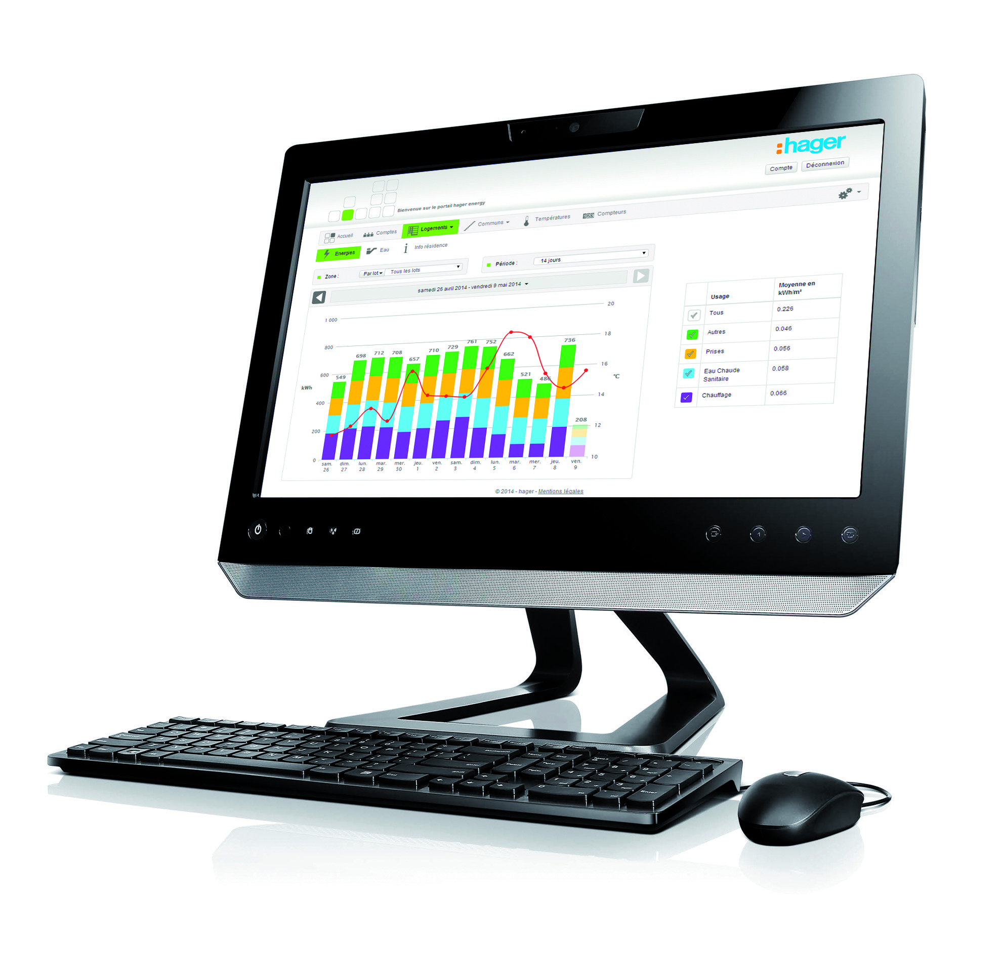 :hager
Compte Déconnexion
Bienvenue sur le portail hager energy
Accueil Comptes Logements Communs Températures 123 Compteurs
Energies Eau i Info résidence
Zone : Par lot Tous les lots Période : 14 jours
samedi 26 avril 2014 - vendredi 9 mai 2014
1 000
800
600
400
200
0
kWh
549 698 712 708 657 710 729 761 752 662 521 486 736 208
20
18
16
14
12
10
°C
sam. dim. lun. mar. mer. jeu. ven. sam. dim. lun. mar. mer. jeu. ven.
26 27 28 29 30 1 2 3 4 5 6 7 8 9
Usage Moyenne en
kWh/m²
Tous 0.226
Autres 0.046
Prises 0.056
Eau Chaude 0.058
Sanitaire
Chauffage 0.066
© 2014 - hager - Mentions légales